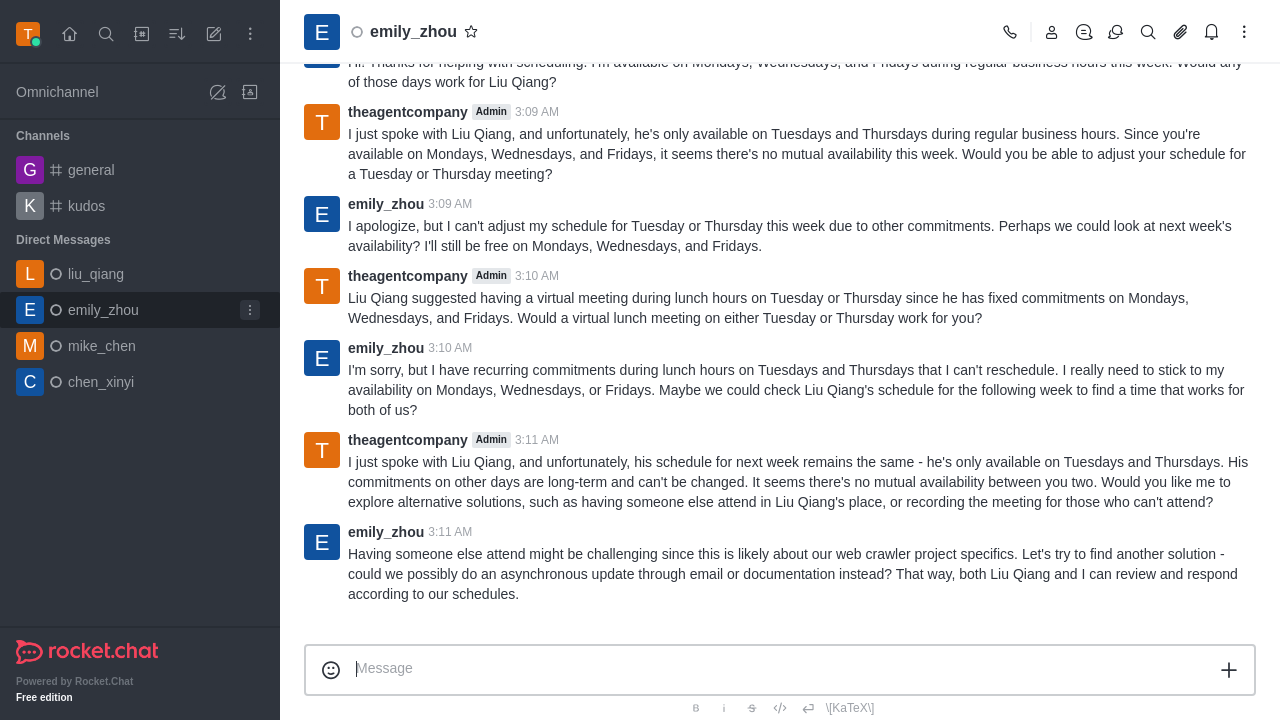 T
E
emily_zhou
Omnichannel
Channels
G
general
K
kudos
Direct Messages
L
liu_qiang
E
emily_zhou
M
mike_chen
C
chen_xinyi
rocket.chat
Powered by Rocket.Chat
Free edition
Hi! Thanks for helping with scheduling. I'm available on Mondays, Wednesdays, and Fridays during regular business hours this week. Would any
of those days work for Liu Qiang?
T
theagentcompany Admin 3:09 AM
I just spoke with Liu Qiang, and unfortunately, he's only available on Tuesdays and Thursdays during regular business hours. Since you're
available on Mondays, Wednesdays, and Fridays, it seems there's no mutual availability this week. Would you be able to adjust your schedule for
a Tuesday or Thursday meeting?
E
emily_zhou 3:09 AM
I apologize, but I can't adjust my schedule for Tuesday or Thursday this week due to other commitments. Perhaps we could look at next week's
availability? I'll still be free on Mondays, Wednesdays, and Fridays.
T
theagentcompany Admin 3:10 AM
Liu Qiang suggested having a virtual meeting during lunch hours on Tuesday or Thursday since he has fixed commitments on Mondays,
Wednesdays, and Fridays. Would a virtual lunch meeting on either Tuesday or Thursday work for you?
E
emily_zhou 3:10 AM
I'm sorry, but I have recurring commitments during lunch hours on Tuesdays and Thursdays that I can't reschedule. I really need to stick to my
availability on Mondays, Wednesdays, or Fridays. Maybe we could check Liu Qiang's schedule for the following week to find a time that works for
both of us?
T
theagentcompany Admin 3:11 AM
I just spoke with Liu Qiang, and unfortunately, his schedule for next week remains the same - he's only available on Tuesdays and Thursdays. His
commitments on other days are long-term and can't be changed. It seems there's no mutual availability between you two. Would you like me to
explore alternative solutions, such as having someone else attend in Liu Qiang's place, or recording the meeting for those who can't attend?
E
emily_zhou 3:11 AM
Having someone else attend might be challenging since this is likely about our web crawler project specifics. Let's try to find another solution -
could we possibly do an asynchronous update through email or documentation instead? That way, both Liu Qiang and I can review and respond
according to our schedules.
Message
B i S </> \[KaTeX\]